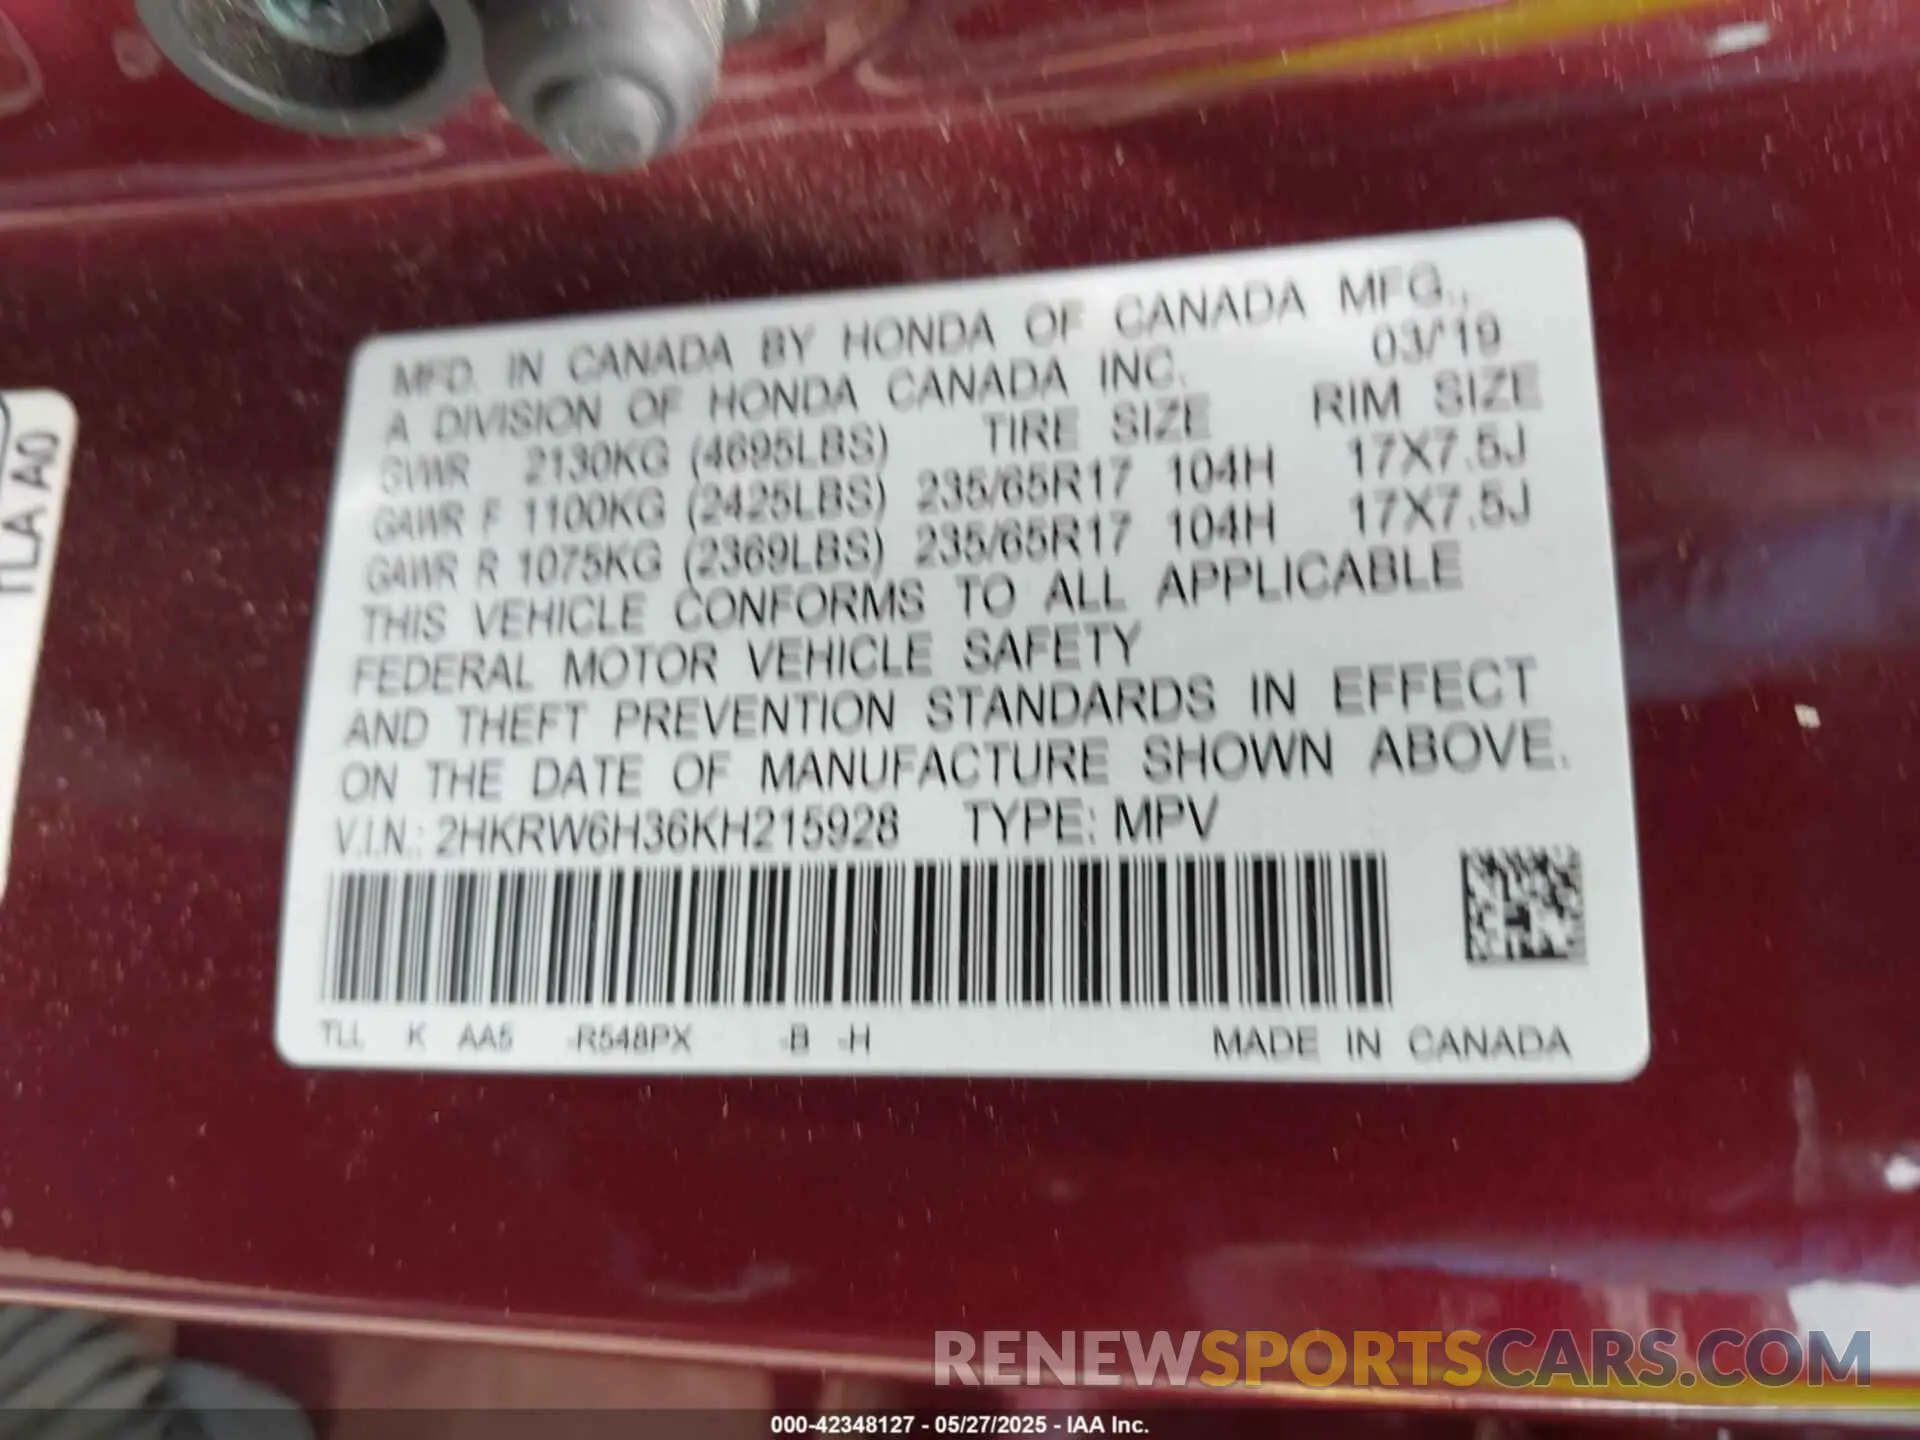 MFD. IN CANADA BY HONDA OF CANADA MFG.,
A DIVISION OF HONDA CANADA INC. 03/'19
GVWR 2130KG (4695LBS) TIRE SIZE RIM SIZE
GAWR F 1100KG (2425LBS) 235/65R17 104H 17X7.5J
GAWR R 1075KG (2369LBS) 235/65R17 104H 17X7.5J
THIS VEHICLE CONFORMS TO ALL APPLICABLE
FEDERAL MOTOR VEHICLE SAFETY
AND THEFT PREVENTION STANDARDS IN EFFECT
ON THE DATE OF MANUFACTURE SHOWN ABOVE.
V.I.N.: 2HKRW6H36KH215928 TYPE: MPV
TLL K AA5 -R548PX -B -H MADE IN CANADA
TLA A0
RENEWSPORTSCARS.COM
000-42348127 - 05/27/2025 - IAA Inc.